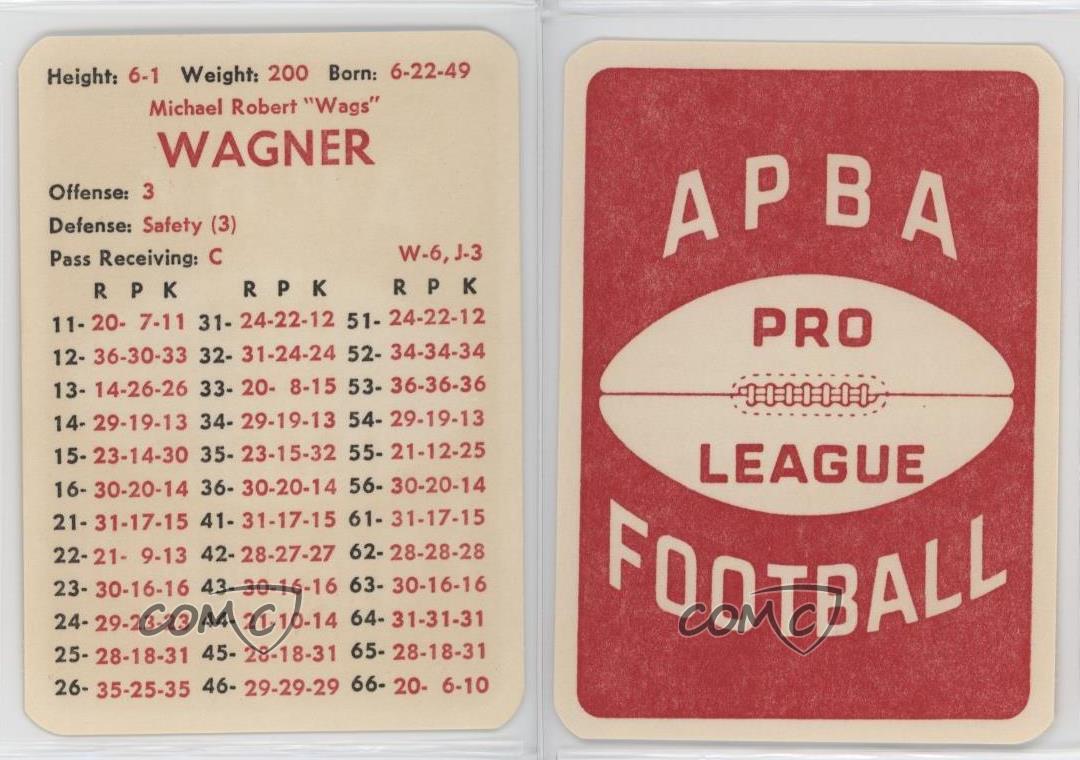 Height: 6-1 Weight: 200 Born: 6-22-49
Michael Robert "Wags"
WAGNER
Offense: 3
Defense: Safety (3)
Pass Receiving: C W-6, J-3
R P K R P K R P K
11- 20- 7-11 31- 24-22-12 51- 24-22-12
12- 36-30-33 32- 31-24-24 52- 34-34-34
13- 14-26-26 33- 20- 8-15 53- 36-36-36
14- 29-19-13 34- 29-19-13 54- 29-19-13
15- 23-14-30 35- 23-15-32 55- 21-12-25
16- 30-20-14 36- 30-20-14 56- 30-20-14
21- 31-17-15 41- 31-17-15 61- 31-17-15
22- 21- 9-13 42- 28-27-27 62- 28-28-28
23- 30-16-16 43- 30-16-16 63- 30-16-16
24- 29-23-23 44- 21-10-14 64- 31-31-31
25- 28-18-31 45- 28-18-31 65- 28-18-31
26- 35-25-35 46- 29-29-29 66- 20- 6-10
COMC
APBA
PRO
LEAGUE
FOOTBALL
COMC